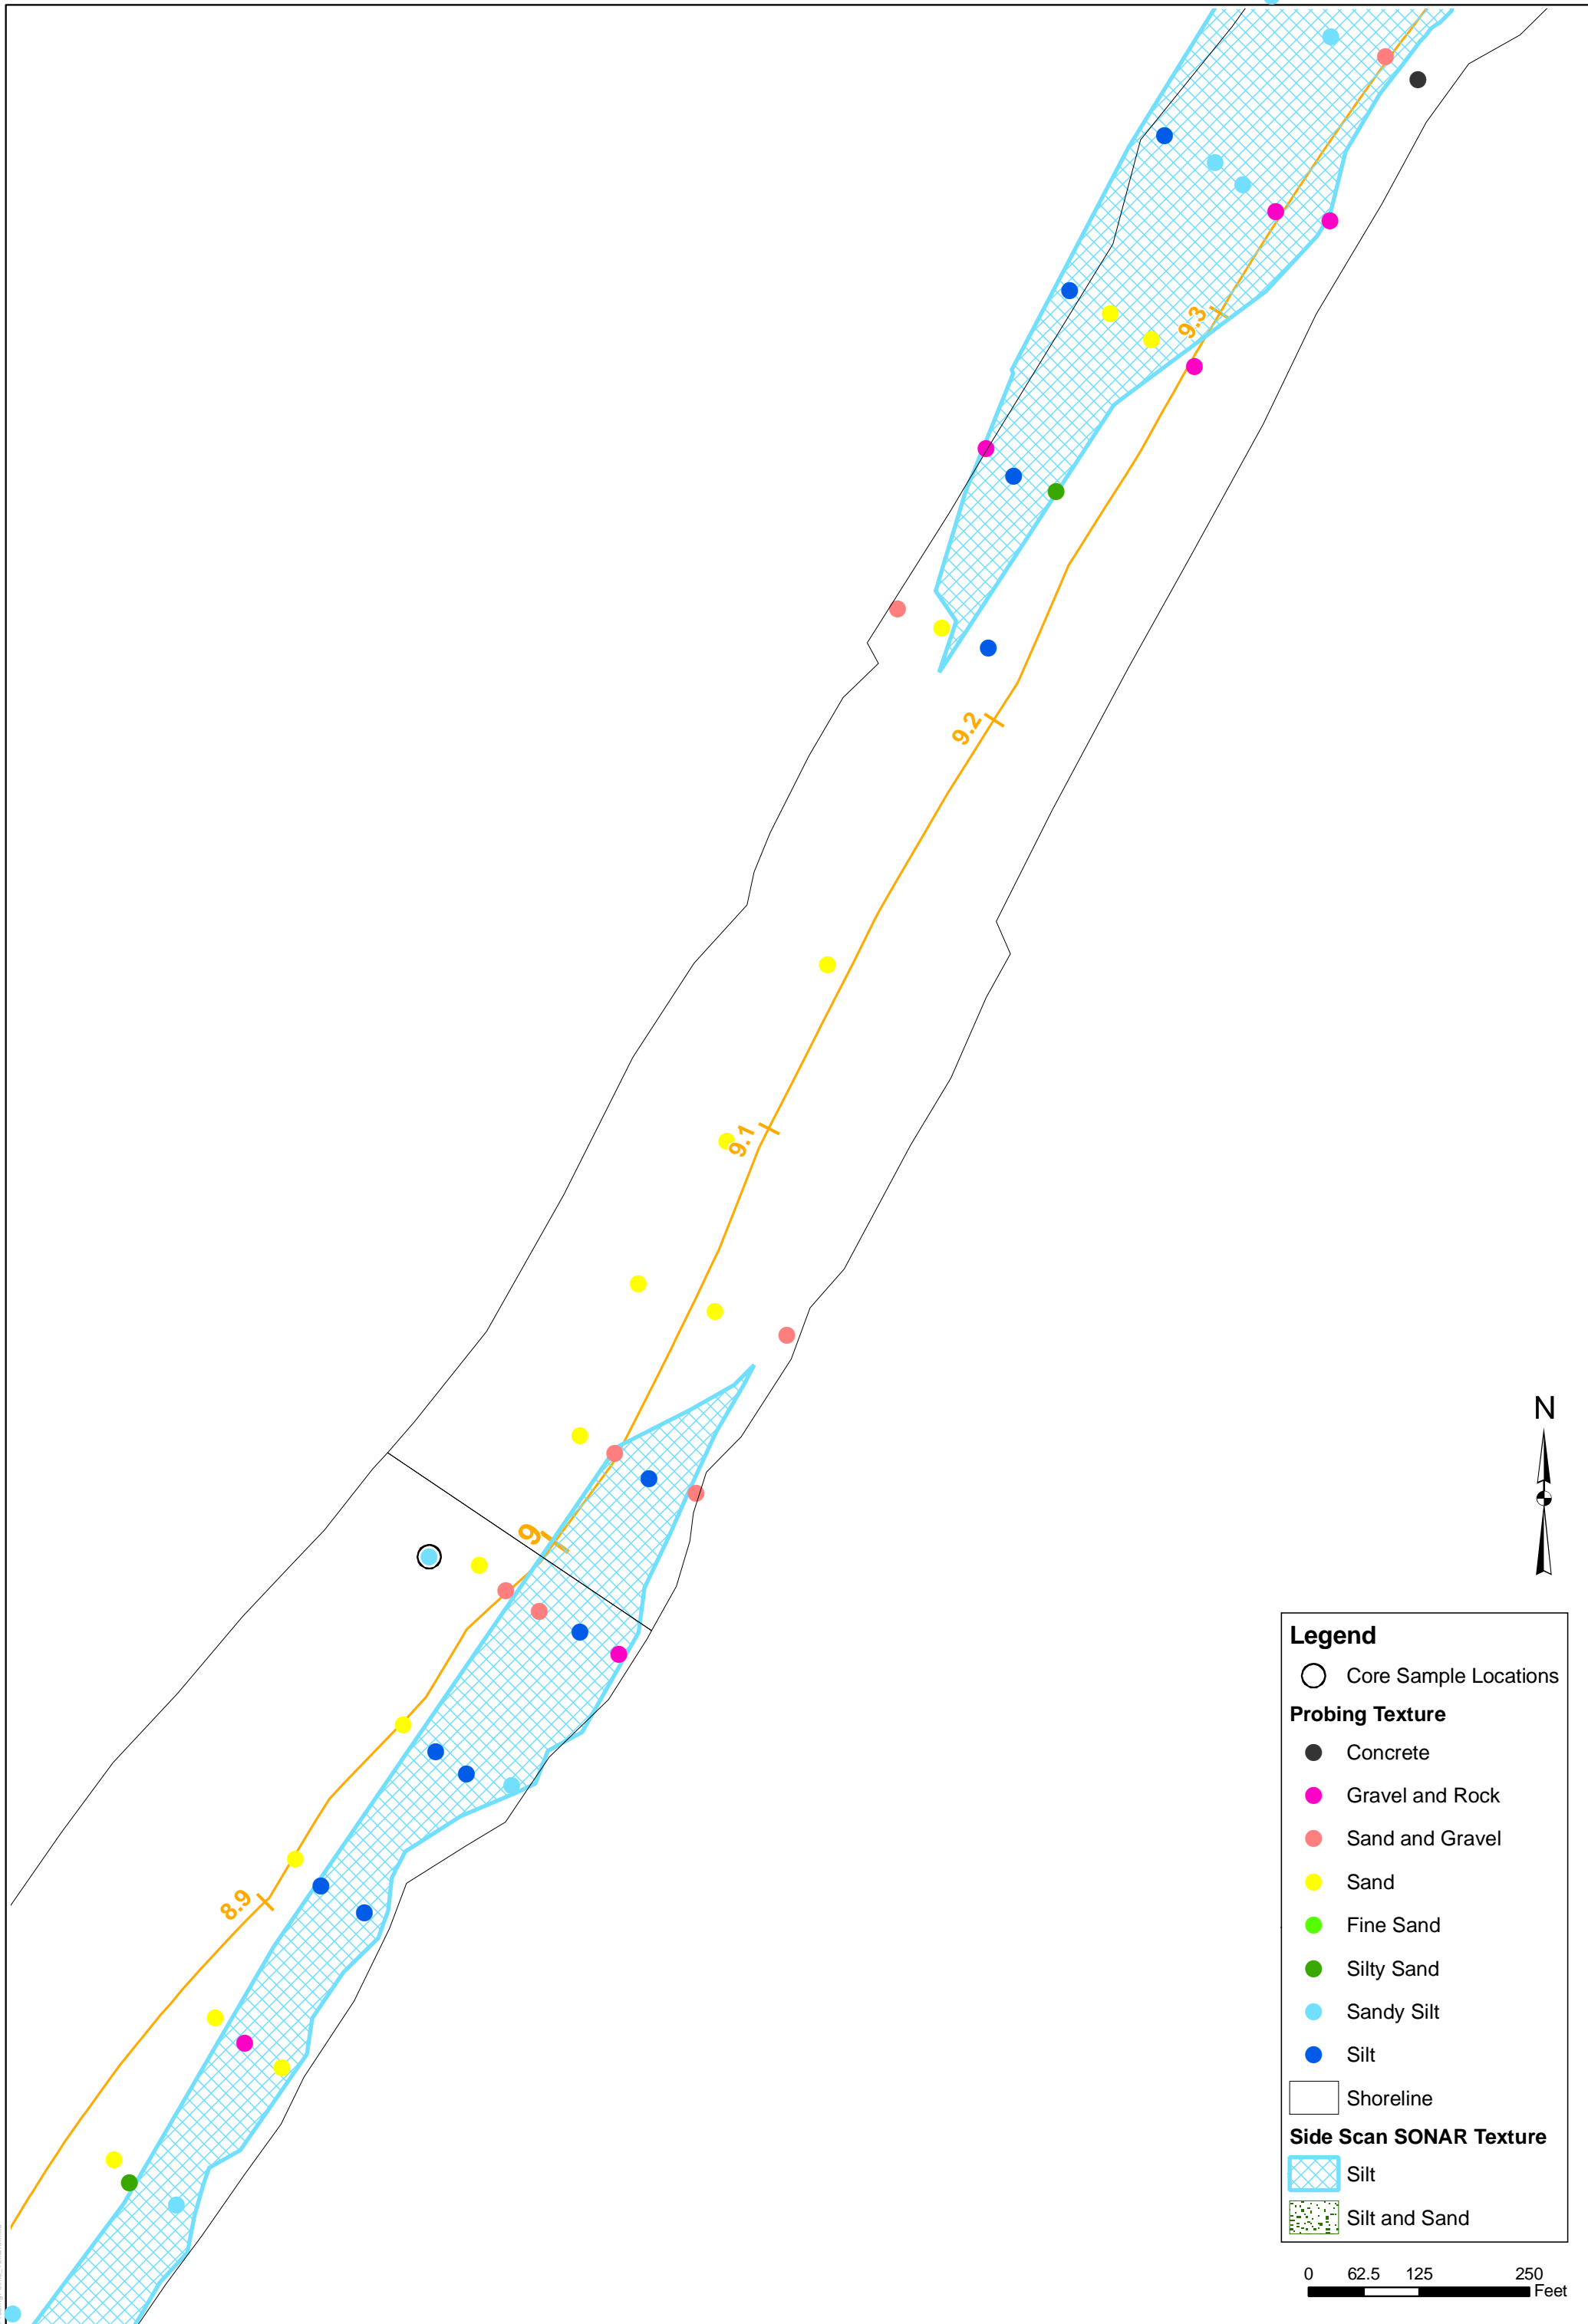 9.3
9.2
9.1
9
8.9
N
Legend
Core Sample Locations
Probing Texture
Concrete
Gravel and Rock
Sand and Gravel
Sand
Fine Sand
Silty Sand
Sandy Silt
Silt
Shoreline
Side Scan SONAR Texture
Silt
Silt and Sand
0 62.5 125 250
Feet